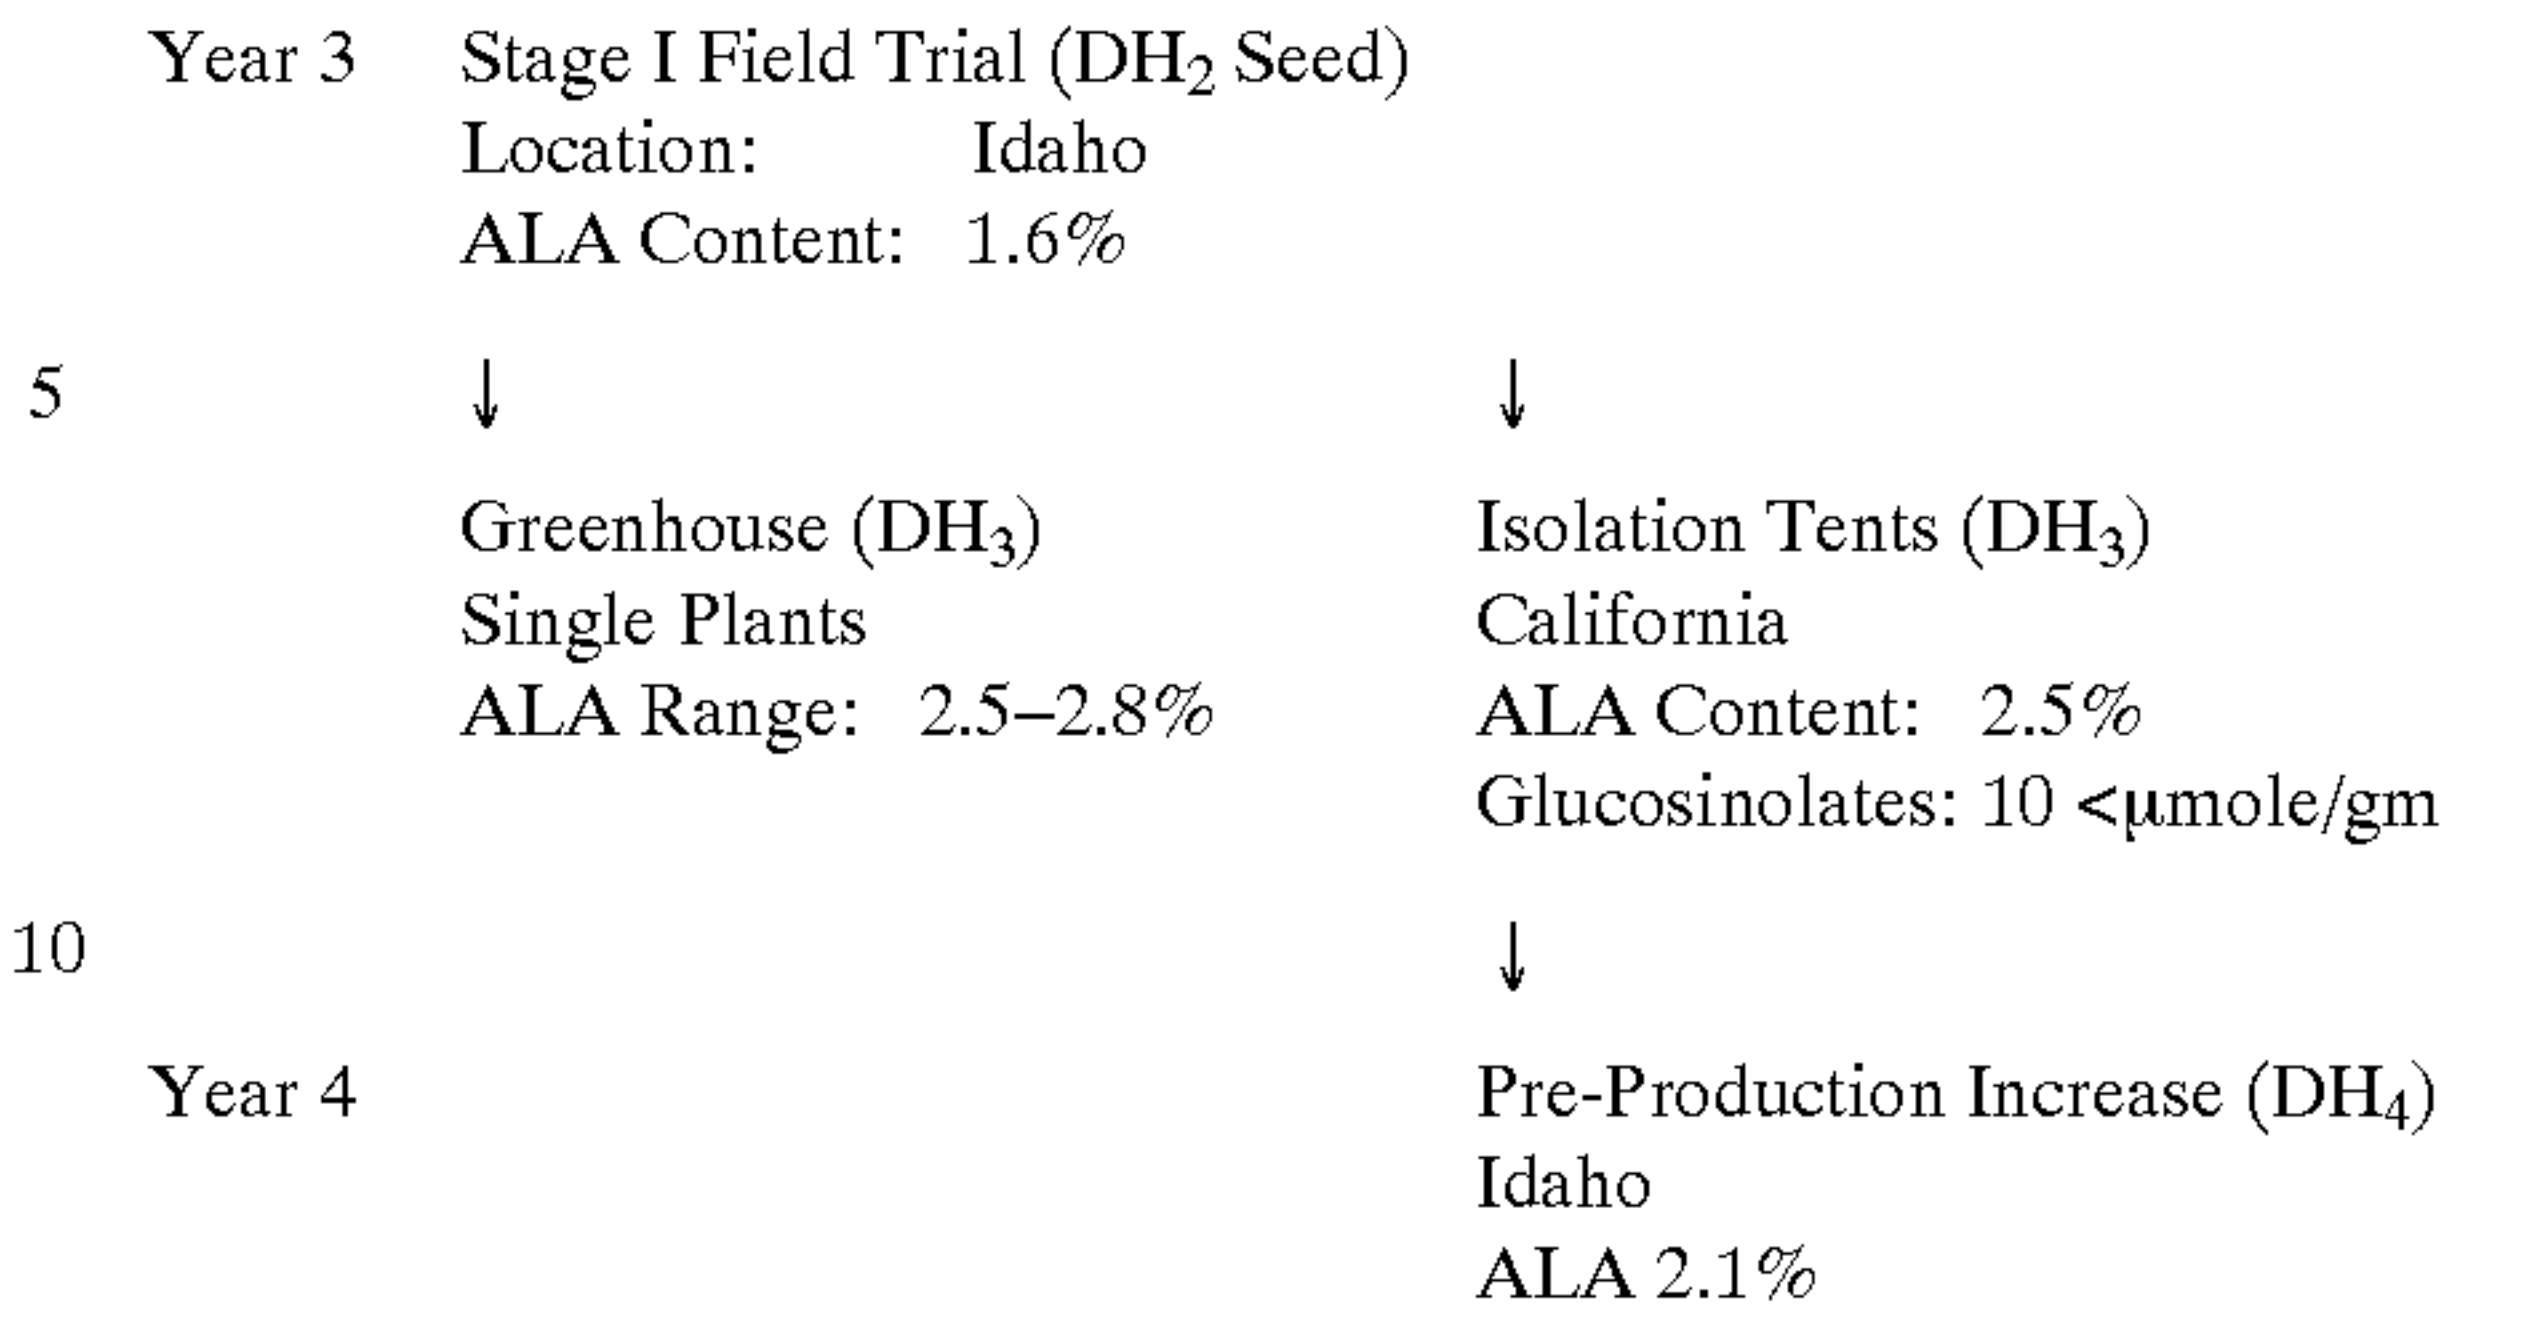 Year 3 Stage I Field Trial (DH₂ Seed)
Location: Idaho
ALA Content: 1.6%
5 ↓ ↓
Greenhouse (DH₃) Isolation Tents (DH₃)
Single Plants California
ALA Range: 2.5–2.8% ALA Content: 2.5%
Glucosinolates: 10 <μmole/gm
10 ↓
Year 4 Pre-Production Increase (DH₄)
Idaho
ALA 2.1%